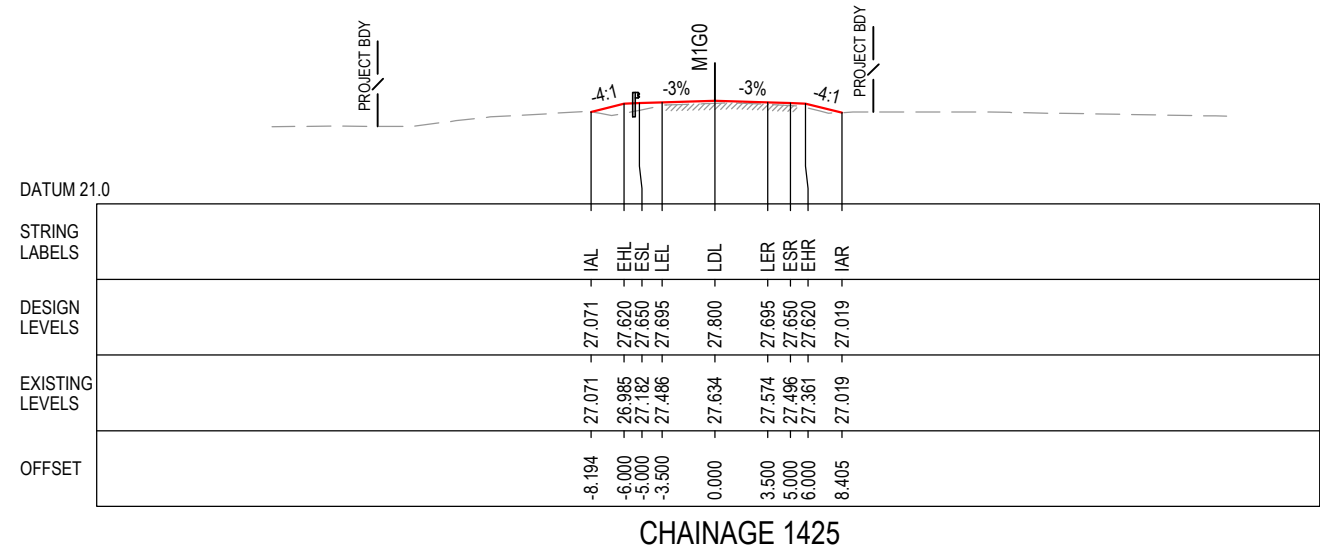 PROJECT BDY
M1G0
PROJECT BDY
-4:1
-3%
-3%
-4:1
DATUM 21.0
STRING
LABELS
IAL
EHL
ESL
LEL
LDL
LER
ESR
EHR
IAR
DESIGN
LEVELS
27.071
27.620
27.650
27.695
27.800
27.695
27.650
27.620
27.019
EXISTING
LEVELS
27.071
26.985
27.182
27.486
27.634
27.574
27.496
27.361
27.019
OFFSET
-8.194
-6.000
-5.000
-3.500
0.000
3.500
5.000
6.000
8.405
CHAINAGE 1425